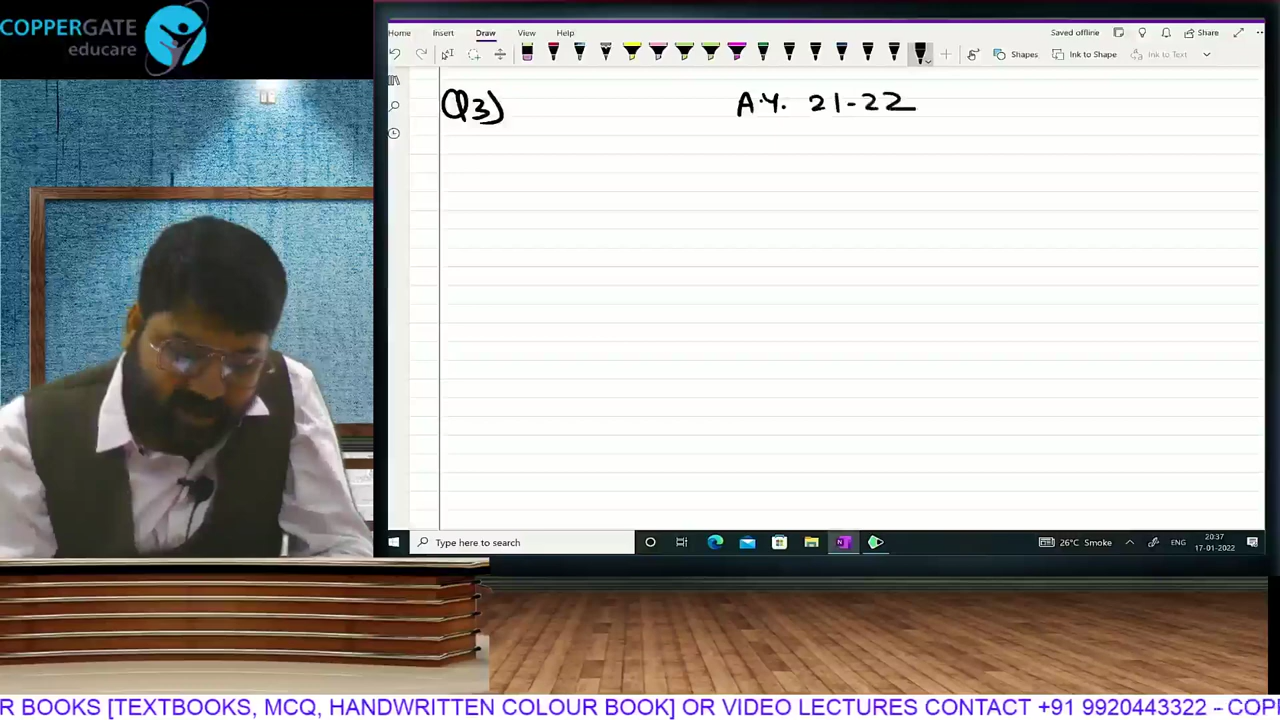 COPPERGATE
educare
Home Insert Draw View Help
Saved offline
Share
Shapes
Ink to Shape
Ink to Text
Q3) A.Y. 21-22
Type here to search
26°C Smoke
ENG
20:37
17-01-2022
R BOOKS [TEXTBOOKS, MCQ, HANDWRITTEN COLOUR BOOK] OR VIDEO LECTURES CONTACT +91 9920443322 - COP